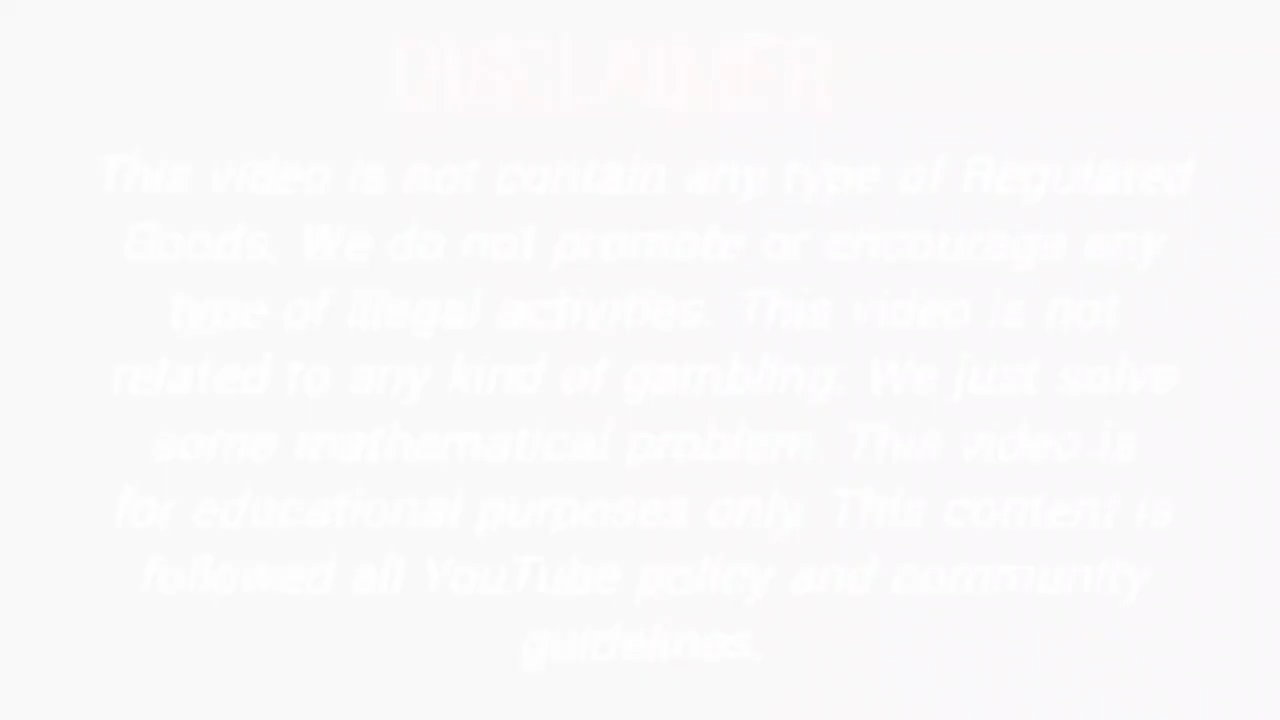 DISCLAIMER
This video is not contain any type of Regulated
Goods. We do not promote or encourage any
type of illegal activities. This video is not
related to any kind of gambling. We just solve
some mathematical problem. This video is
for educational purposes only. This content is
followed all YouTube policy and community
guidelines.